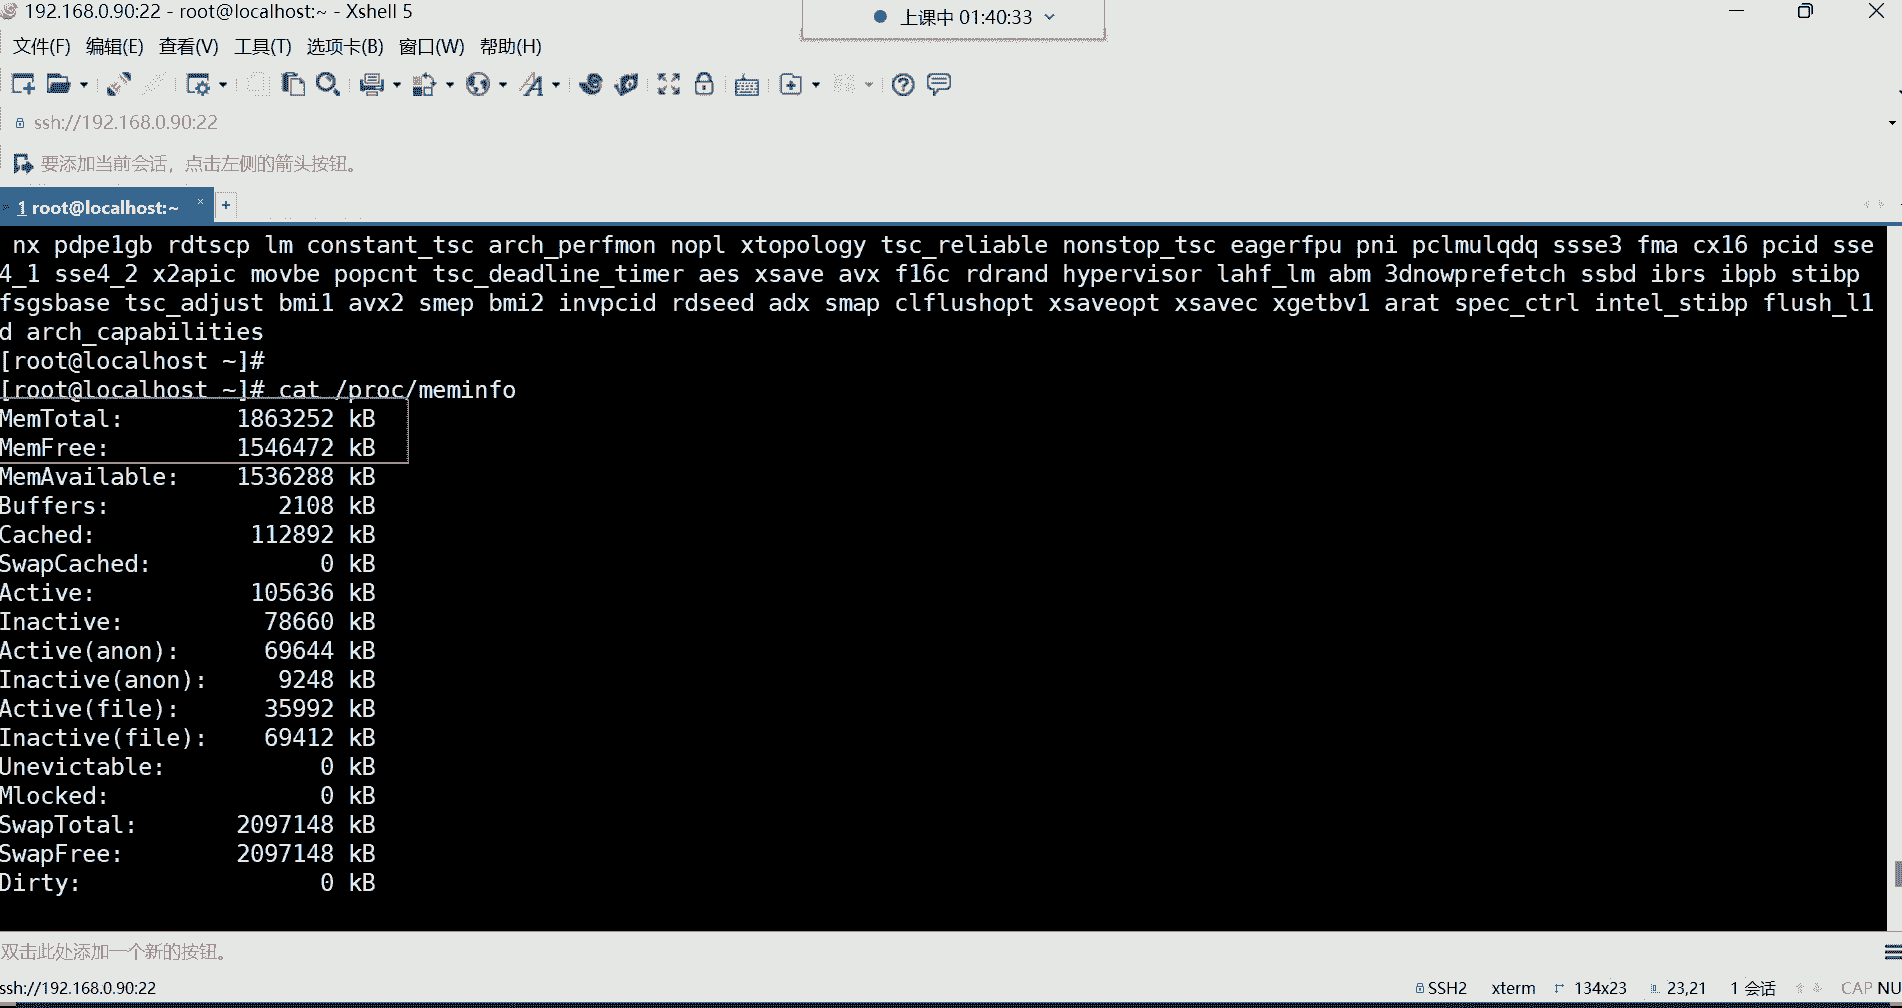 192.168.0.90:22 - root@localhost:~ - Xshell 5
上课中 01:40:33
文件(F) 编辑(E) 查看(V) 工具(T) 选项卡(B) 窗口(W) 帮助(H)
ssh://192.168.0.90:22
要添加当前会话，点击左侧的箭头按钮。
1 root@localhost:~ × +
nx pdpe1gb rdtscp lm constant_tsc arch_perfmon nopl xtopology tsc_reliable nonstop_tsc eagerfpu pni pclmulqdq ssse3 fma cx16 pcid sse
4_1 sse4_2 x2apic movbe popcnt tsc_deadline_timer aes xsave avx f16c rdrand hypervisor lahf_lm abm 3dnowprefetch ssbd ibrs ibpb stibp
fsgsbase tsc_adjust bmi1 avx2 smep bmi2 invpcid rdseed adx smap clflushopt xsaveopt xsavec xgetbv1 arat spec_ctrl intel_stibp flush_l1
d arch_capabilities
[root@localhost ~]#
[root@localhost ~]# cat /proc/meminfo
MemTotal: 1863252 kB
MemFree: 1546472 kB
MemAvailable: 1536288 kB
Buffers: 2108 kB
Cached: 112892 kB
SwapCached: 0 kB
Active: 105636 kB
Inactive: 78660 kB
Active(anon): 69644 kB
Inactive(anon): 9248 kB
Active(file): 35992 kB
Inactive(file): 69412 kB
Unevictable: 0 kB
Mlocked: 0 kB
SwapTotal: 2097148 kB
SwapFree: 2097148 kB
Dirty: 0 kB
双击此处添加一个新的按钮。
ssh://192.168.0.90:22 SSH2 xterm 134x23 23,21 1 会话 CAP NU